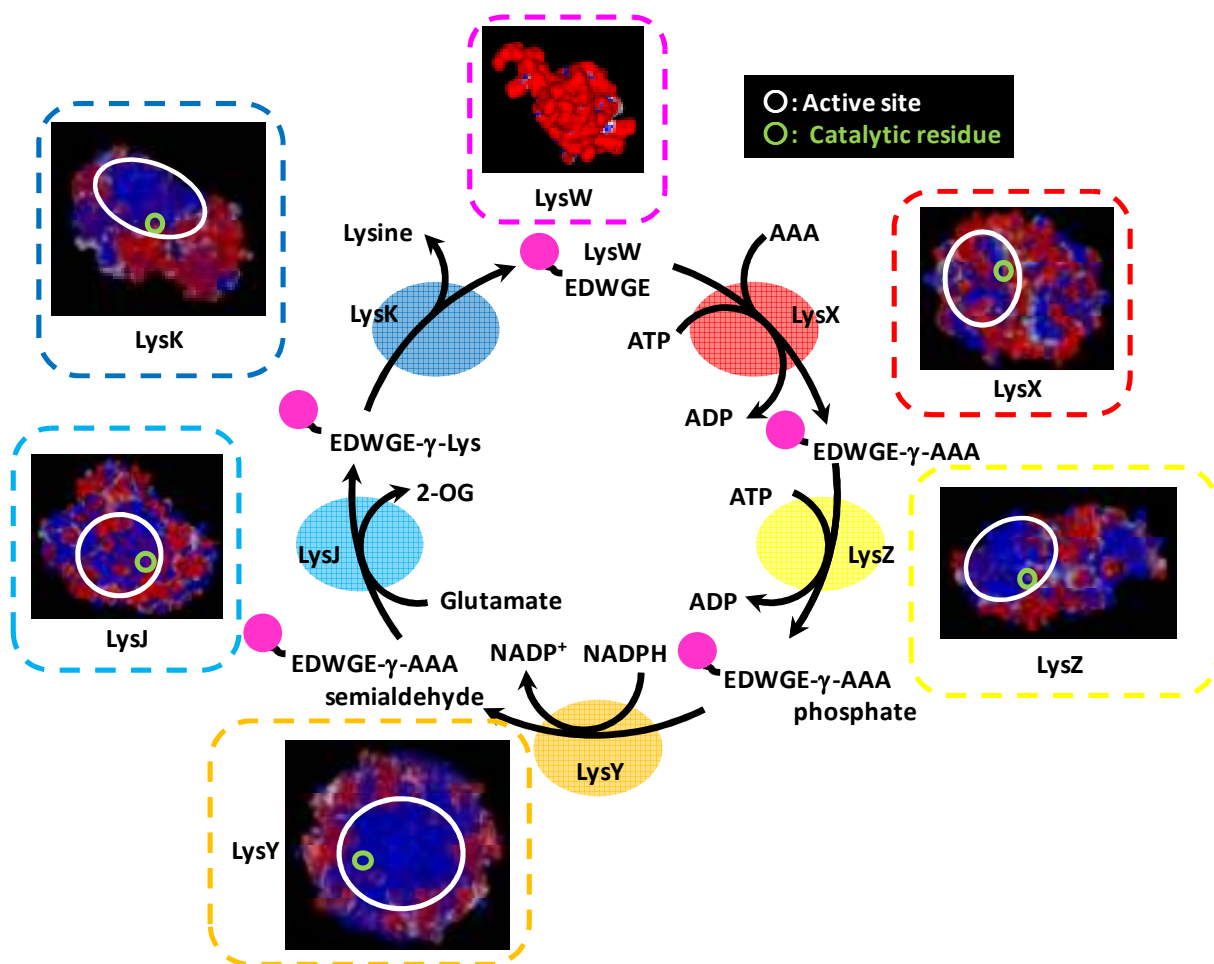 LysW
○: Active site
○: Catalytic residue
LysK
LysX
Lysine
LysW
EDWGE
AAA
LysK
LysX
ATP
ADP
EDWGE-γ-Lys
EDWGE-γ-AAA
2-OG
ATP
LysJ
LysZ
Glutamate
ADP
LysJ
LysZ
EDWGE-γ-AAA
semialdehyde
NADP+
NADPH
EDWGE-γ-AAA
phosphate
LysY
LysY